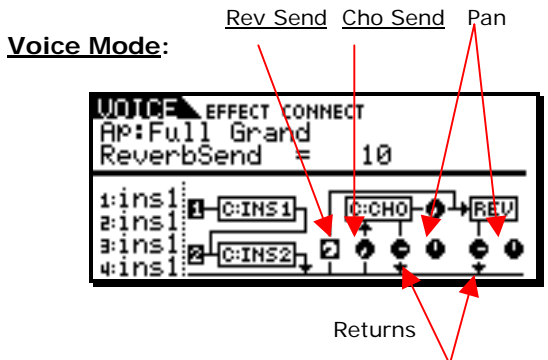 Rev Send Cho Send Pan
Voice Mode:
VOICE EFFECT CONNECT
AP:Full Grand
ReverbSend = 10
1:ins1 1 C:INS1 C:CHO REV
2:ins1
3:ins1 2 C:INS2
4:ins1
Returns